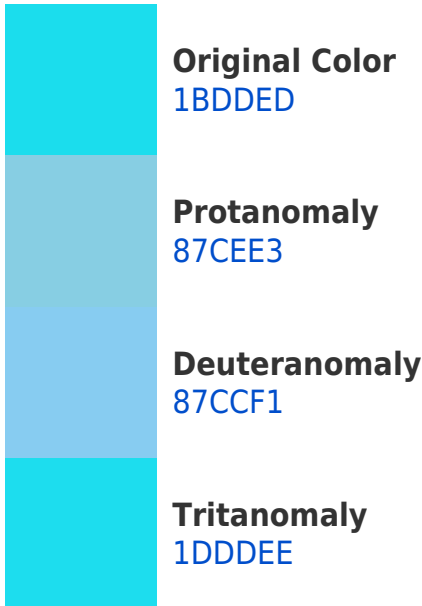 Original Color
1BDDED
Protanomaly
87CEE3
Deuteranomaly
87CCF1
Tritanomaly
1DDDEE